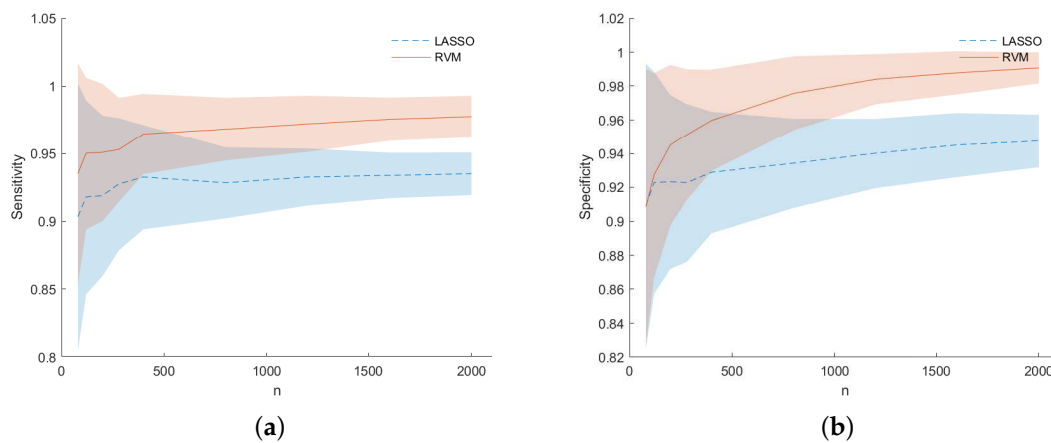 1.05
1
0.95
0.9
0.85
0.8
Sensitivity
0 500 1000 1500 2000
n
LASSO
RVM
(a)
1.02
1
0.98
0.96
0.94
0.92
0.9
0.88
0.86
0.84
0.82
Specificity
0 500 1000 1500 2000
n
LASSO
RVM
(b)